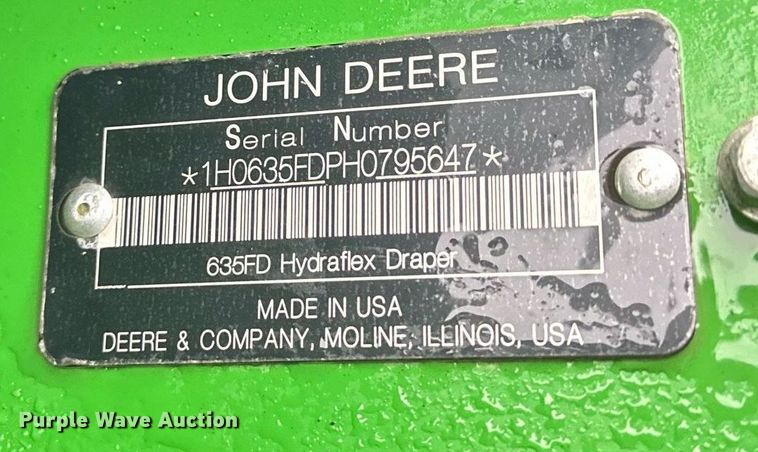 JOHN DEERE
Serial Number
*1H0635FDPH0795647*
635FD Hydraflex Draper
MADE IN USA
DEERE & COMPANY, MOLINE, ILLINOIS, USA
Purple Wave Auction